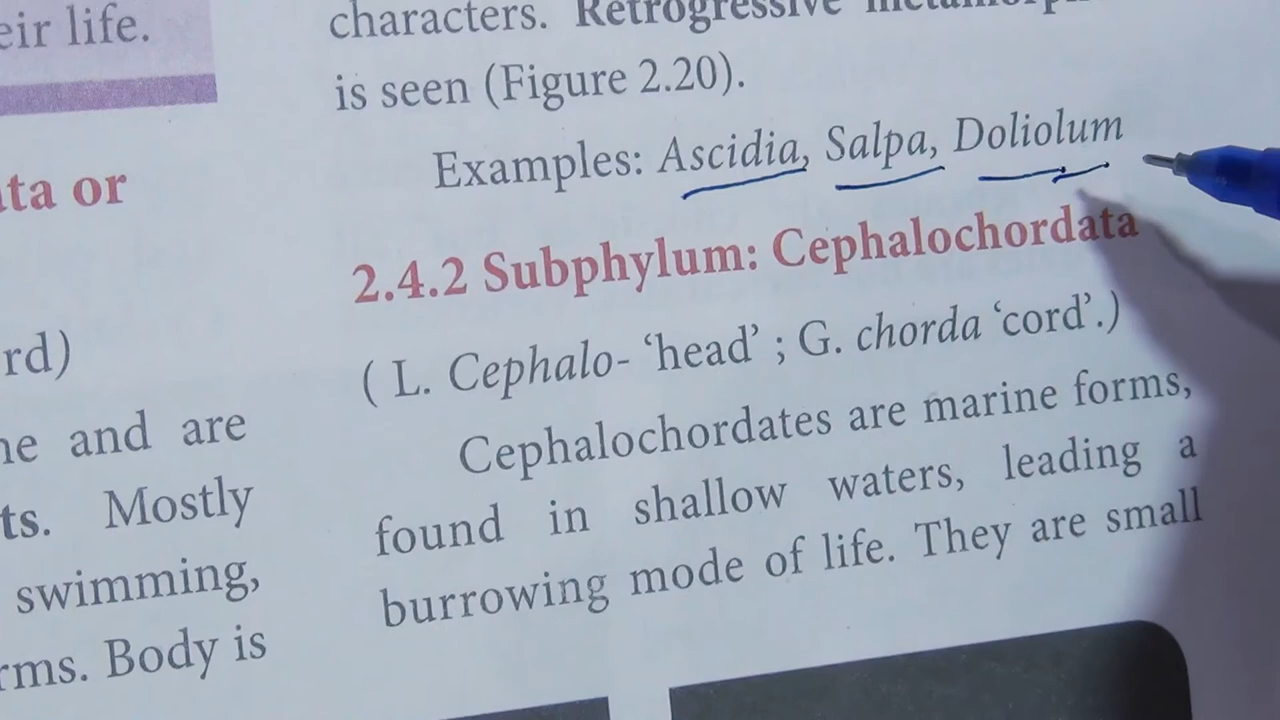 eir life.
ta or
rd)
ne and are
ts. Mostly
swimming,
rms. Body is
characters. Retrogressive
is seen (Figure 2.20).
Examples: Ascidia, Salpa, Doliolum
2.4.2 Subphylum: Cephalochordata
( L. Cephalo- ‘head’ ; G. chorda ‘cord’.)
Cephalochordates are marine forms,
found in shallow waters, leading a
burrowing mode of life. They are small